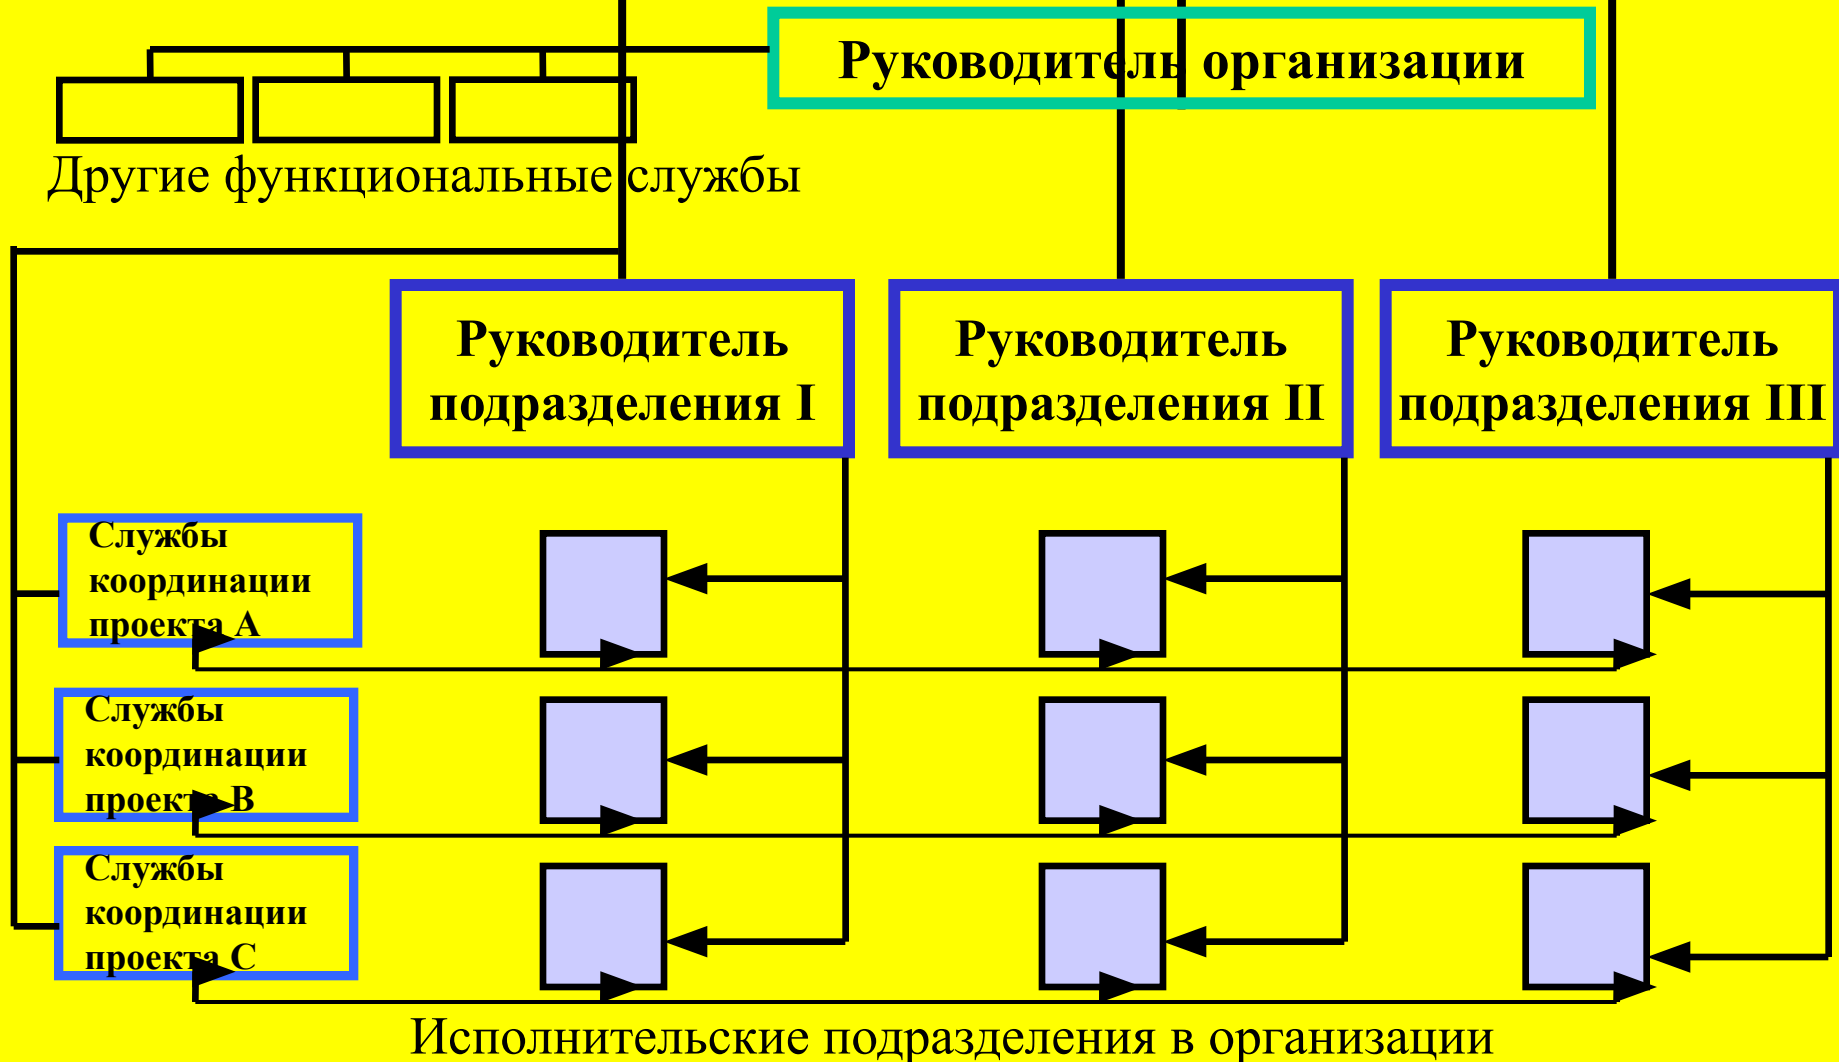 Руководитель организации
Другие функциональные службы
Руководитель
подразделения I
Руководитель
подразделения II
Руководитель
подразделения III
Службы
координации
проекта А
Службы
координации
проекта В
Службы
координации
проекта С
Исполнительские подразделения в организации